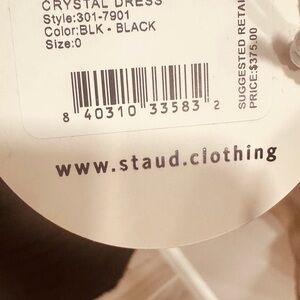 CRYSTAL DRESS
Style:301-7901
Color:BLK - BLACK
Size:0
8 40310 33583 2
SUGGESTED RETAI
PRICE:$375.00
www.staud.clothing